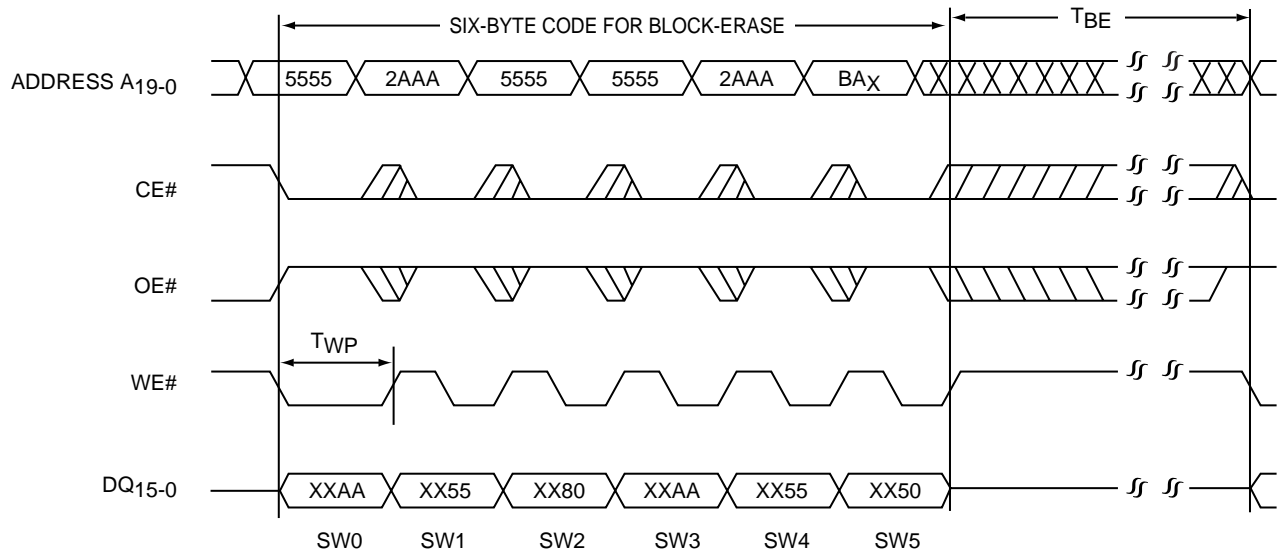 SIX-BYTE CODE FOR BLOCK-ERASE TBE
ADDRESS A19-0 5555 2AAA 5555 5555 2AAA BAX
CE#
OE#
TWP
WE#
DQ15-0 XXAA XX55 XX80 XXAA XX55 XX50
SW0 SW1 SW2 SW3 SW4 SW5